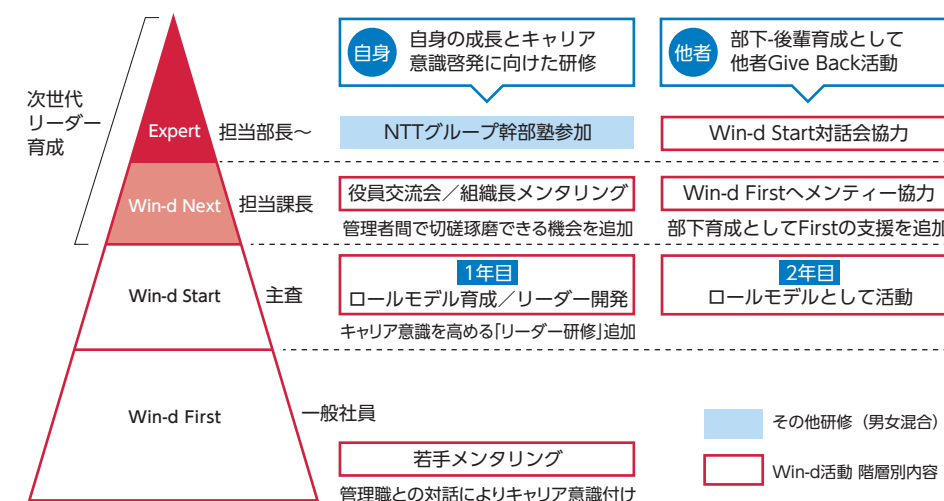 自身
自身の成長とキャリア
意識啓発に向けた研修
他者
部下-後輩育成として
他者Give Back活動
次世代
リーダー
育成
Expert
担当部長～
NTTグループ幹部塾参加
Win-d Start対話会協力
Win-d Next
担当課長
役員交流会／組織長メンタリング
管理者間で切磋琢磨できる機会を追加
Win-d Firstへメンティー協力
部下育成としてFirstの支援を追加
Win-d Start
主査
1年目
ロールモデル育成／リーダー開発
キャリア意識を高める「リーダー研修」追加
2年目
ロールモデルとして活動
Win-d First
一般社員
若手メンタリング
管理職との対話によりキャリア意識付け
その他研修（男女混合）
Win-d活動 階層別内容